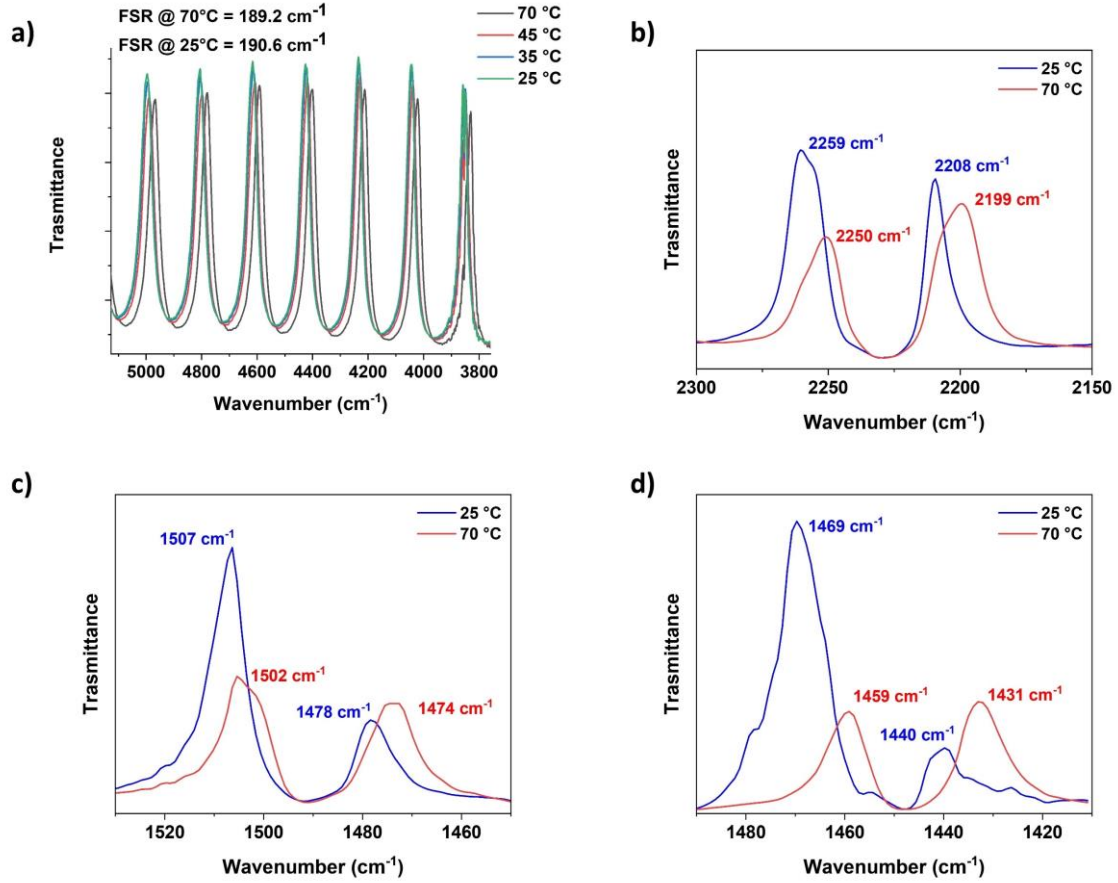 a)
FSR @ 70°C = 189.2 cm⁻¹
FSR @ 25°C = 190.6 cm⁻¹
70 °C
45 °C
35 °C
25 °C
Trasmittance
5000 4800 4600 4400 4200 4000 3800
Wavenumber (cm⁻¹)
b)
25 °C
70 °C
2259 cm⁻¹
2208 cm⁻¹
2199 cm⁻¹
2250 cm⁻¹
Trasmittance
2300 2250 2200 2150
Wavenumber (cm⁻¹)
c)
25 °C
70 °C
1507 cm⁻¹
1502 cm⁻¹
1478 cm⁻¹
1474 cm⁻¹
Trasmittance
1520 1500 1480 1460
Wavenumber (cm⁻¹)
d)
25 °C
70 °C
1469 cm⁻¹
1459 cm⁻¹
1431 cm⁻¹
1440 cm⁻¹
Trasmittance
1480 1460 1440 1420
Wavenumber (cm⁻¹)